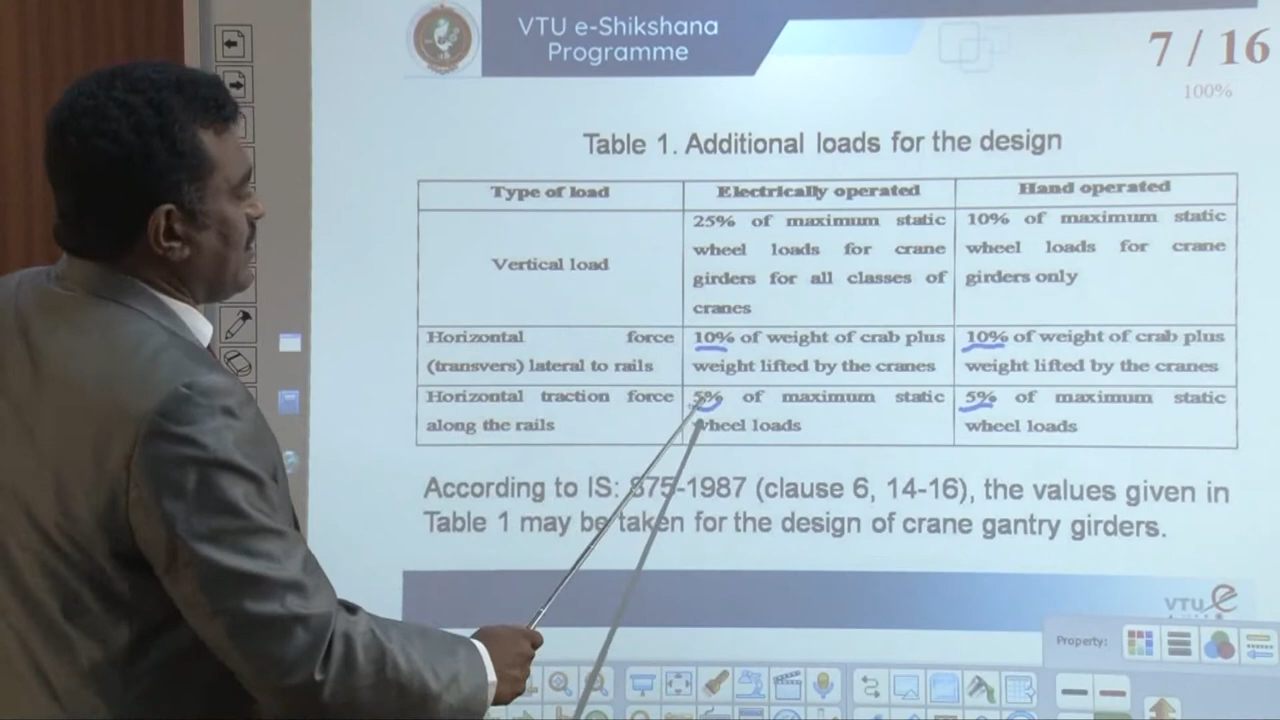 VTU e-Shikshana
Programme
7 / 16
100%
Table 1. Additional loads for the design
Type of load
Electrically operated
Hand operated
Vertical load
25% of maximum static
wheel loads for crane
girders for all classes of
cranes
10% of maximum static
wheel loads for crane
girders only
Horizontal force
(transvers) lateral to rails
10% of weight of crab plus
weight lifted by the cranes
10% of weight of crab plus
weight lifted by the cranes
Horizontal traction force
along the rails
5% of maximum static
wheel loads
5% of maximum static
wheel loads
According to IS: 875-1987 (clause 6, 14-16), the values given in
Table 1 may be taken for the design of crane gantry girders.
VTU e
Property: